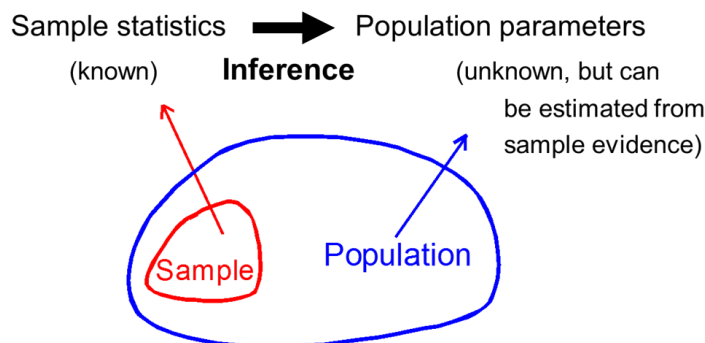 Sample statistics Population parameters
(known) Inference (unknown, but can
be estimated from
sample evidence)
Population
Sample